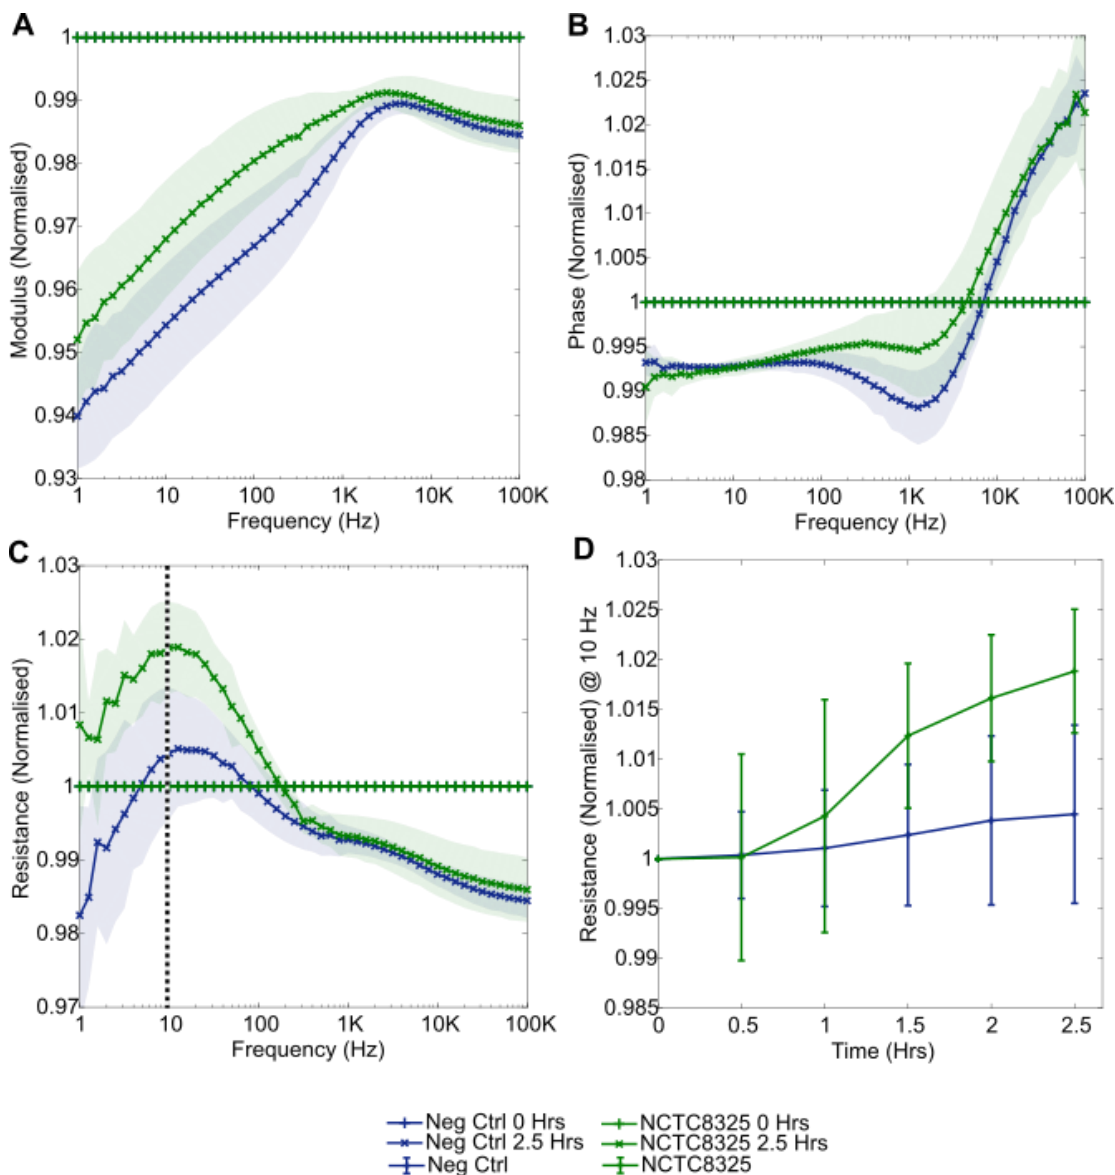 A
1
0.99
0.98
0.97
0.96
0.95
0.94
0.93
Modulus (Normalised)
1 10 100 1K 10K 100K
Frequency (Hz)
B
1.03
1.025
1.02
1.015
1.01
1.005
1
0.995
0.99
0.985
0.98
Phase (Normalised)
1 10 100 1K 10K 100K
Frequency (Hz)
C
1.03
1.02
1.01
1
0.99
0.98
0.97
Resistance (Normalised)
1 10 100 1K 10K 100K
Frequency (Hz)
D
1.03
1.025
1.02
1.015
1.01
1.005
1
0.995
0.99
0.985
Resistance (Normalised) @ 10 Hz
0 0.5 1 1.5 2 2.5
Time (Hrs)
Neg Ctrl 0 Hrs
Neg Ctrl 2.5 Hrs
Neg Ctrl
NCTC8325 0 Hrs
NCTC8325 2.5 Hrs
NCTC8325